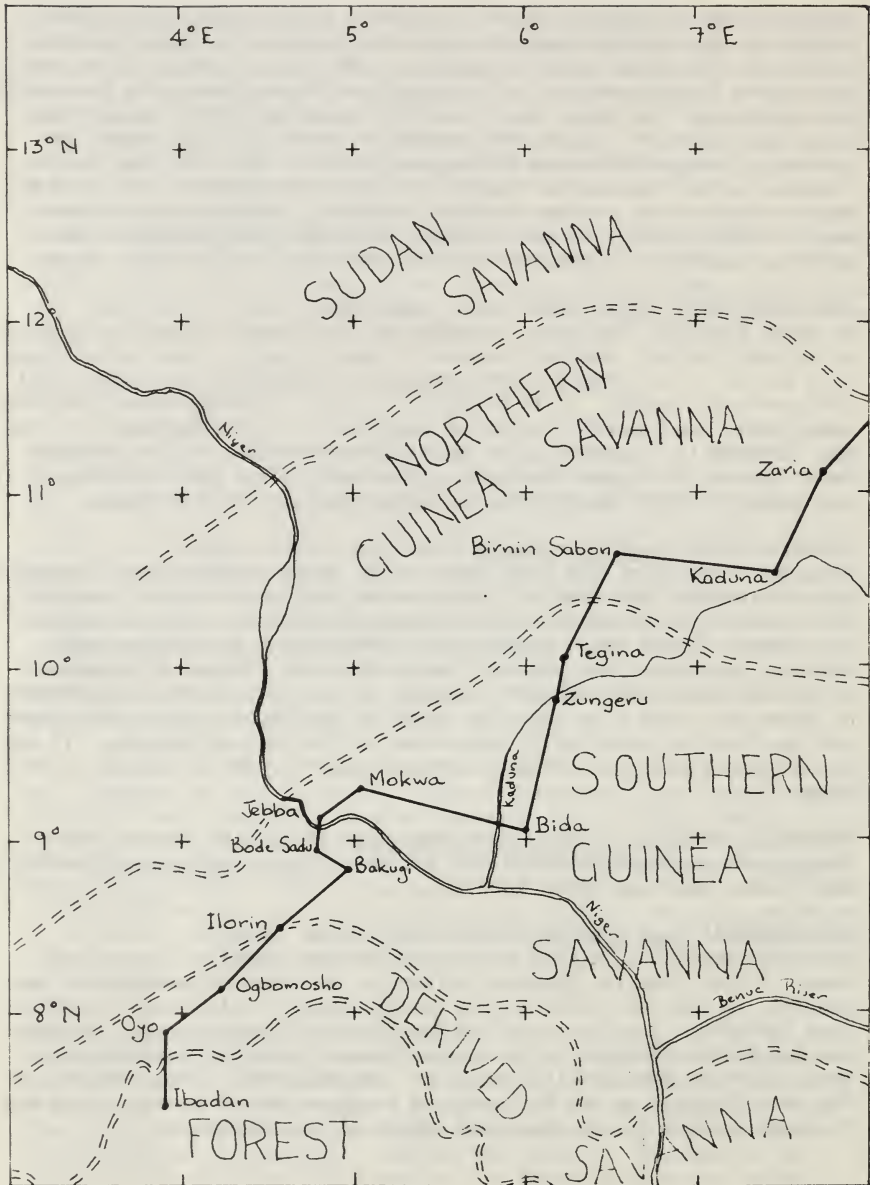 4° E 5° 6° 7° E
13° N
SUDAN
SAVANNA
12°
NORTHERN
GUINEA SAVANNA
Niger
Zaria
11°
Birnin Sabon
Kaduna
Tegina
10°
Zungeru
Kaduna
SOUTHERN
Mokwa
Jebba
Bida
9°
Bode Sadu
GUINEA
Bakugi
Niger
Ilorin
SAVANNA
Ogbomosho
DERIVED
Benue River
8° N
Oyo
Ibadan
FOREST
SAVANNA